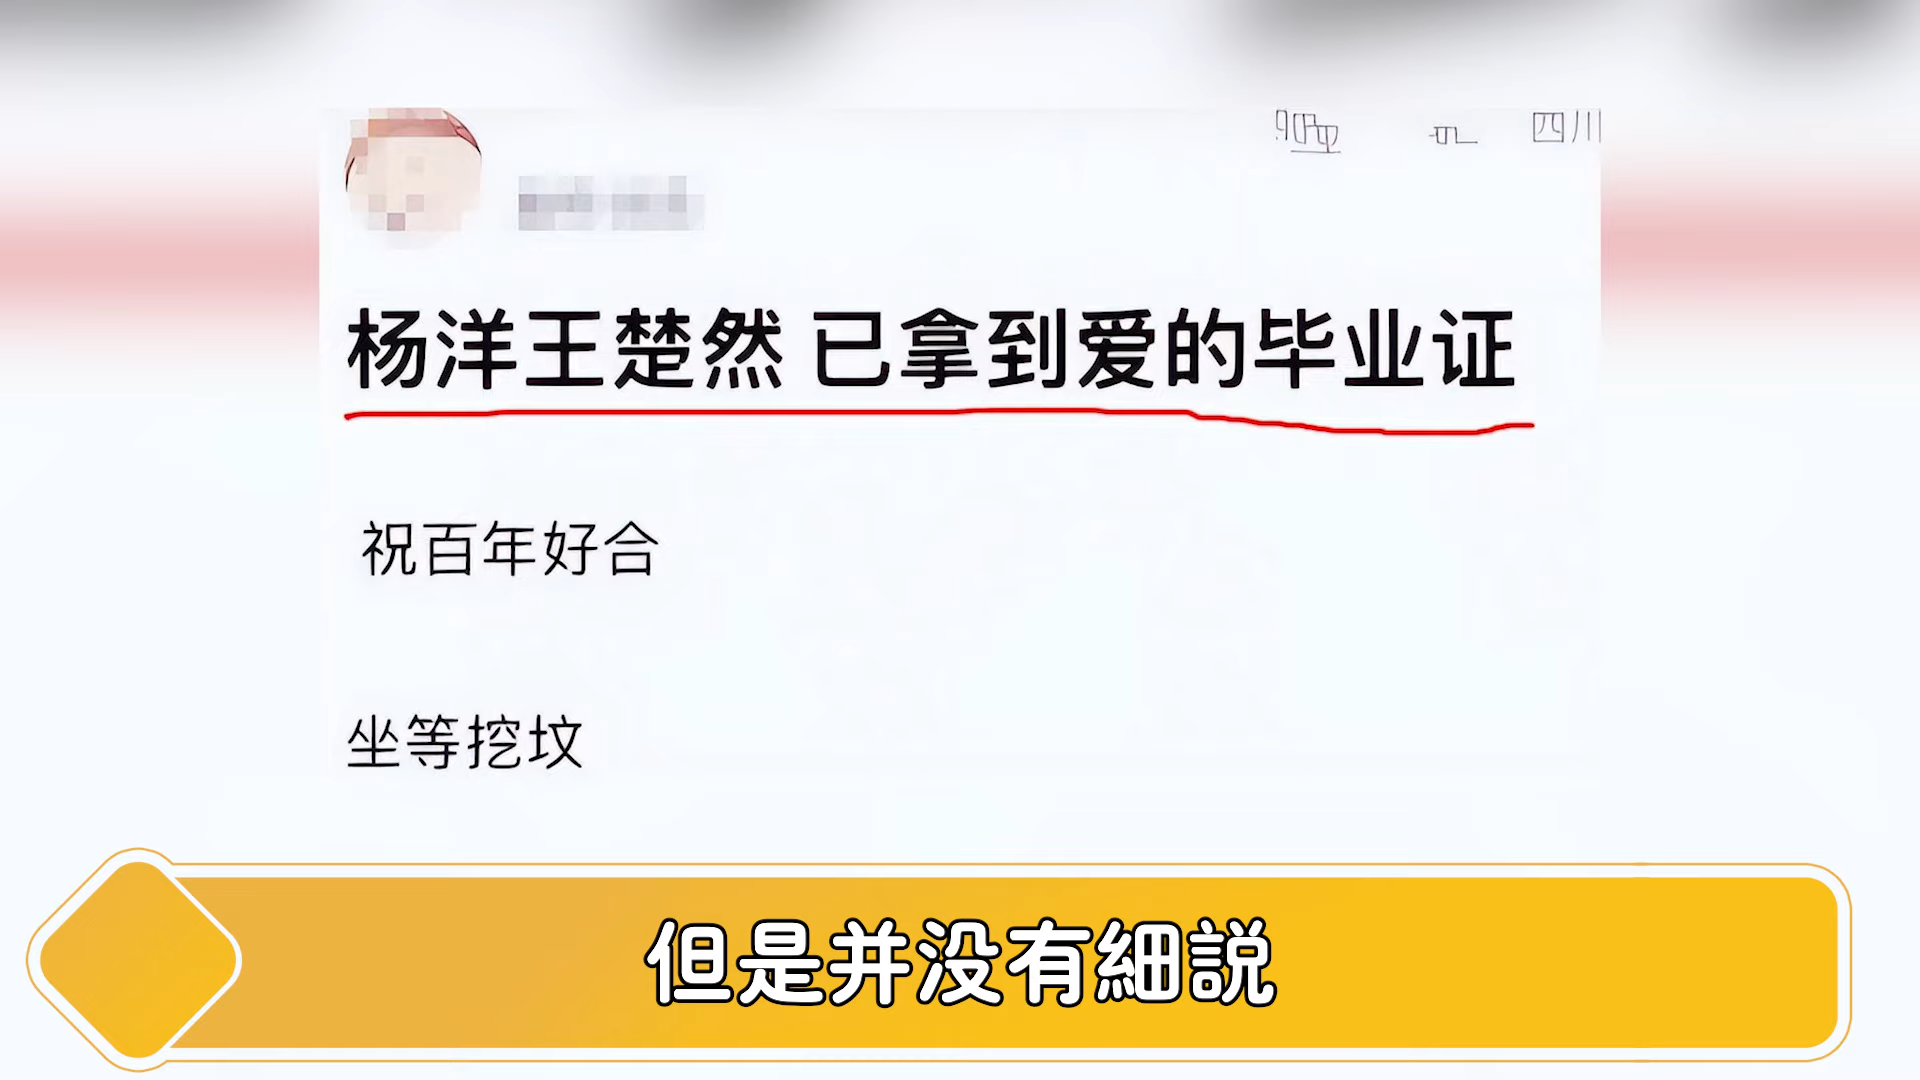 四川
杨洋王楚然 已拿到爱的毕业证
祝百年好合
坐等挖坟
但是并没有細説